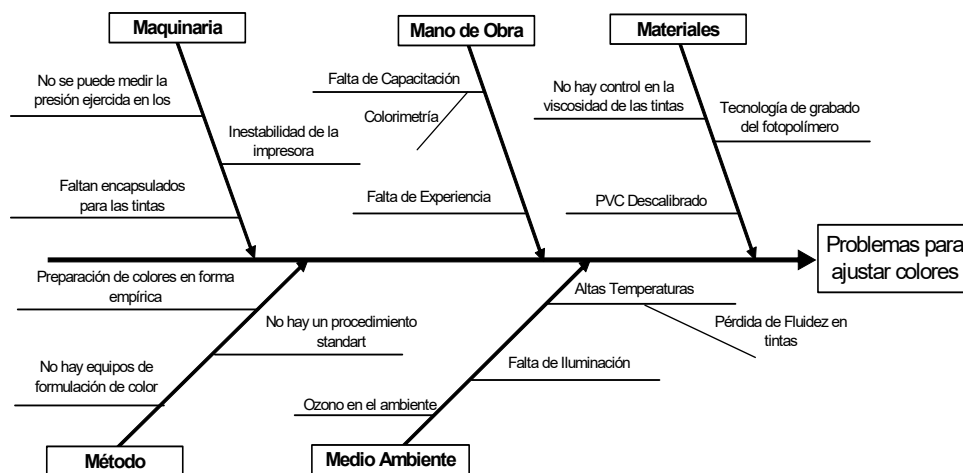 Maquinaria
Mano de Obra
Materiales
No se puede medir la
presión ejercida en los
Inestabilidad de la
impresora
Faltan encapsulados
para las tintas
Falta de Capacitación
Colorimetría
Falta de Experiencia
No hay control en la
viscosidad de las tintas
Tecnología de grabado
del fotopolímero
PVC Descalibrado
Problemas para
ajustar colores
Preparación de colores en forma
empírica
No hay un procedimiento
standart
No hay equipos de
formulación de color
Altas Temperaturas
Pérdida de Fluidez en
tintas
Falta de Iluminación
Ozono en el ambiente
Método
Medio Ambiente